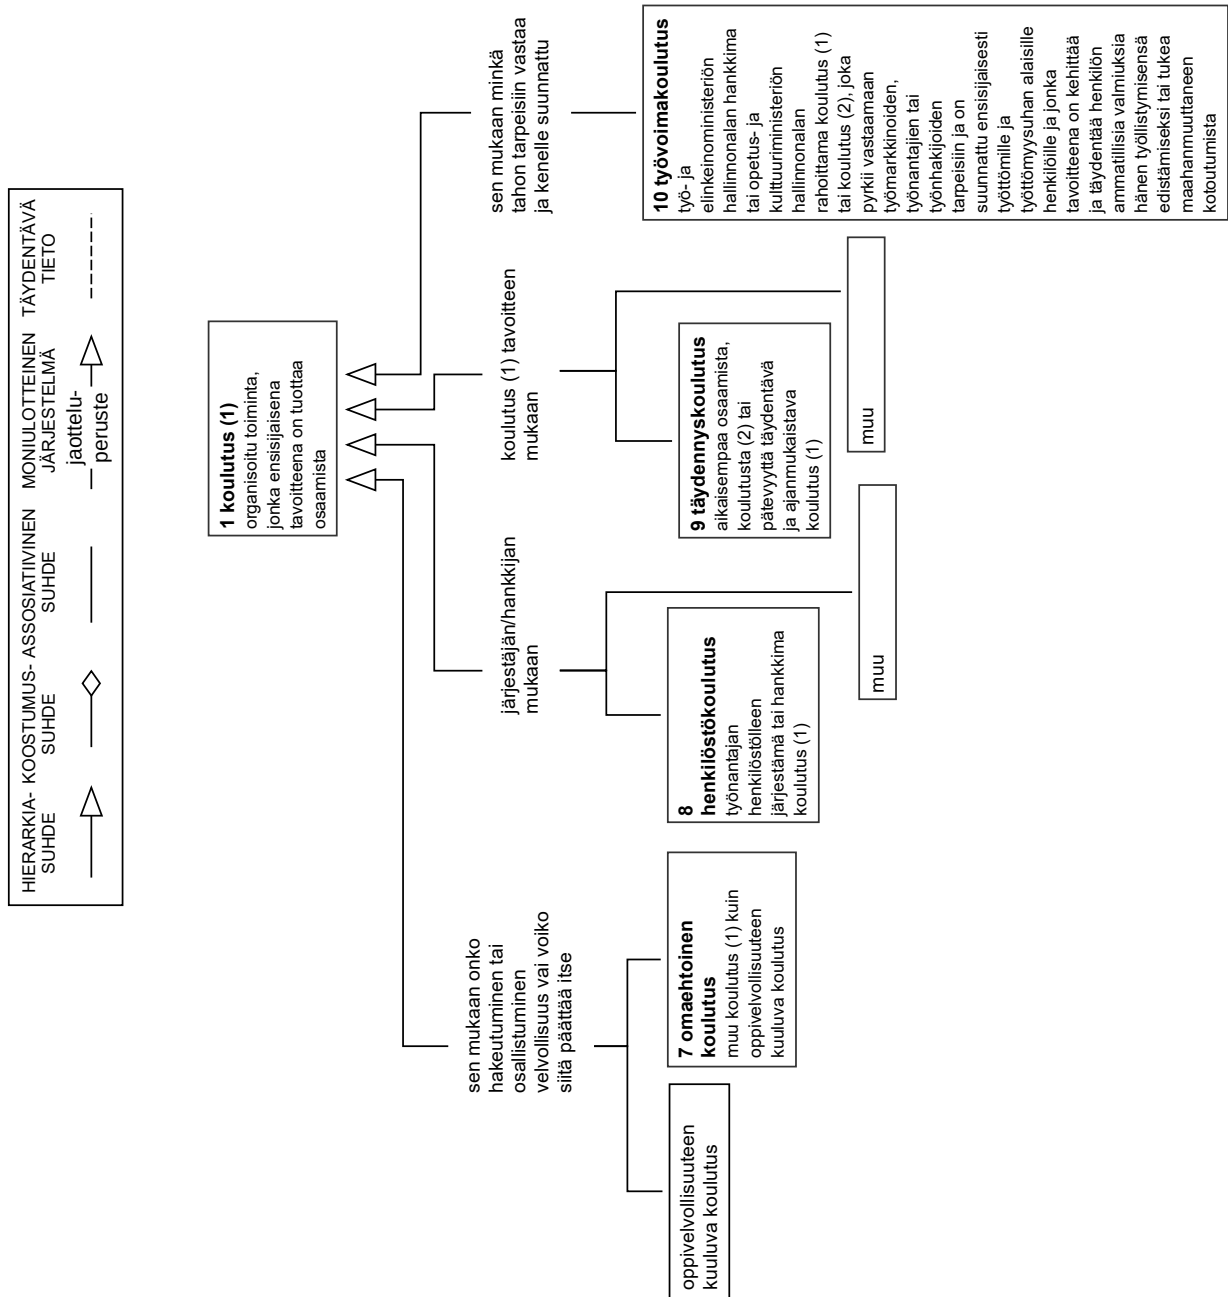 HIERARKIA-
SUHDE
KOOSTUMUS-
SUHDE
ASSOSIATIIVINEN
SUHDE
MONIULOTTEINEN
JÄRJESTELMÄ
TÄYDENTÄVÄ
TIETO
jaottelu-
peruste
1 koulutus (1)
organisoitu toiminta,
jonka ensisijaisena
tavoitteena on tuottaa
osaamista
sen mukaan onko
hakeutuminen tai
osallistuminen
velvollisuus vai voiko
siitä päättää itse
järjestäjän/hankkijan
mukaan
koulutus (1) tavoitteen
mukaan
sen mukaan minkä
tahon tarpeisiin vastaa
ja kenelle suunnattu
oppivelvollisuuteen
kuuluva koulutus
7 omaehtoinen
koulutus
muu koulutus (1) kuin
oppivelvollisuuteen
kuuluva koulutus
8
henkilöstökoulutus
työnantajan
henkilöstölleen
järjestämä tai hankkima
koulutus (1)
muu
9 täydennyskoulutus
aikaisempaa osaamista,
koulutusta (2) tai
pätevyyttä täydentävä
ja ajanmukaistava
koulutus (1)
muu
10 työvoimakoulutus
työ- ja
elinkeinoministeriön
hallinnonalan hankkima
tai opetus- ja
kulttuuriministeriön
hallinnonalan
rahoittama koulutus (1)
tai koulutus (2), joka
pyrkii vastaamaan
työmarkkinoiden,
työnantajien tai
työnhakijoiden
tarpeisiin ja on
suunnattu ensisijaisesti
työttömille ja
työttömyysuhan alaisille
henkilöille ja jonka
tavoitteena on kehittää
ja täydentää henkilön
ammatillisia valmiuksia
hänen työllistymisensä
edistämiseksi tai tukea
maahanmuuttaneen
kotoutumista